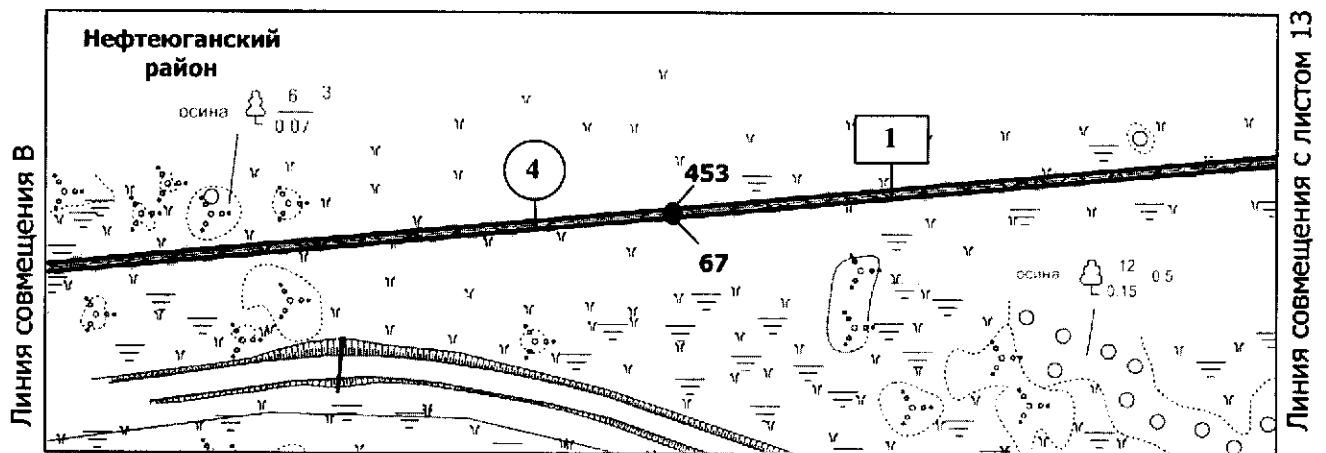 Нефтеюганский
район
осина 6 3
0.07
4
453
1
67
осина 12 0.5
0.15
Линия совмещения В
Линия совмещения с листом 13